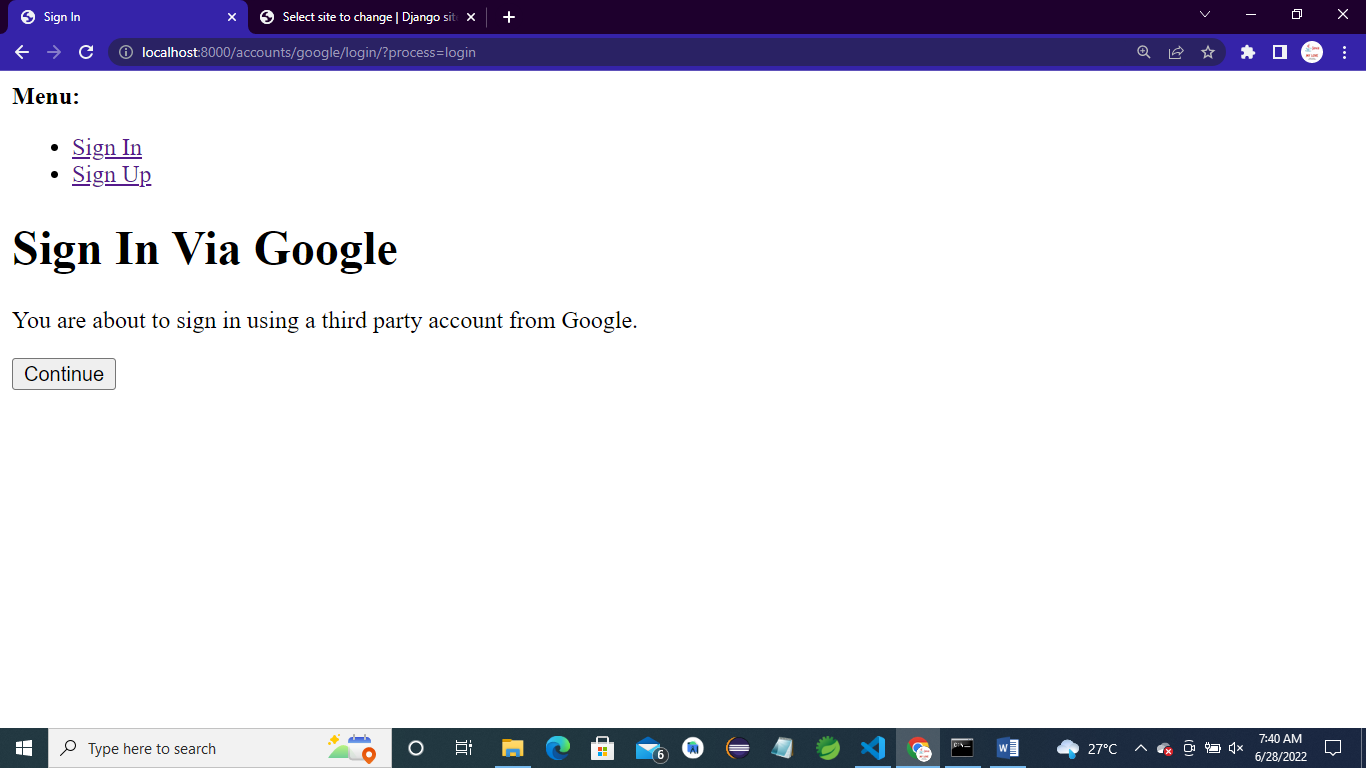 Sign In
Select site to change | Django site
localhost:8000/accounts/google/login/?process=login
Menu:
Sign In
Sign Up
Sign In Via Google
You are about to sign in using a third party account from Google.
Continue
Type here to search
6
27°C
7:40 AM
6/28/2022